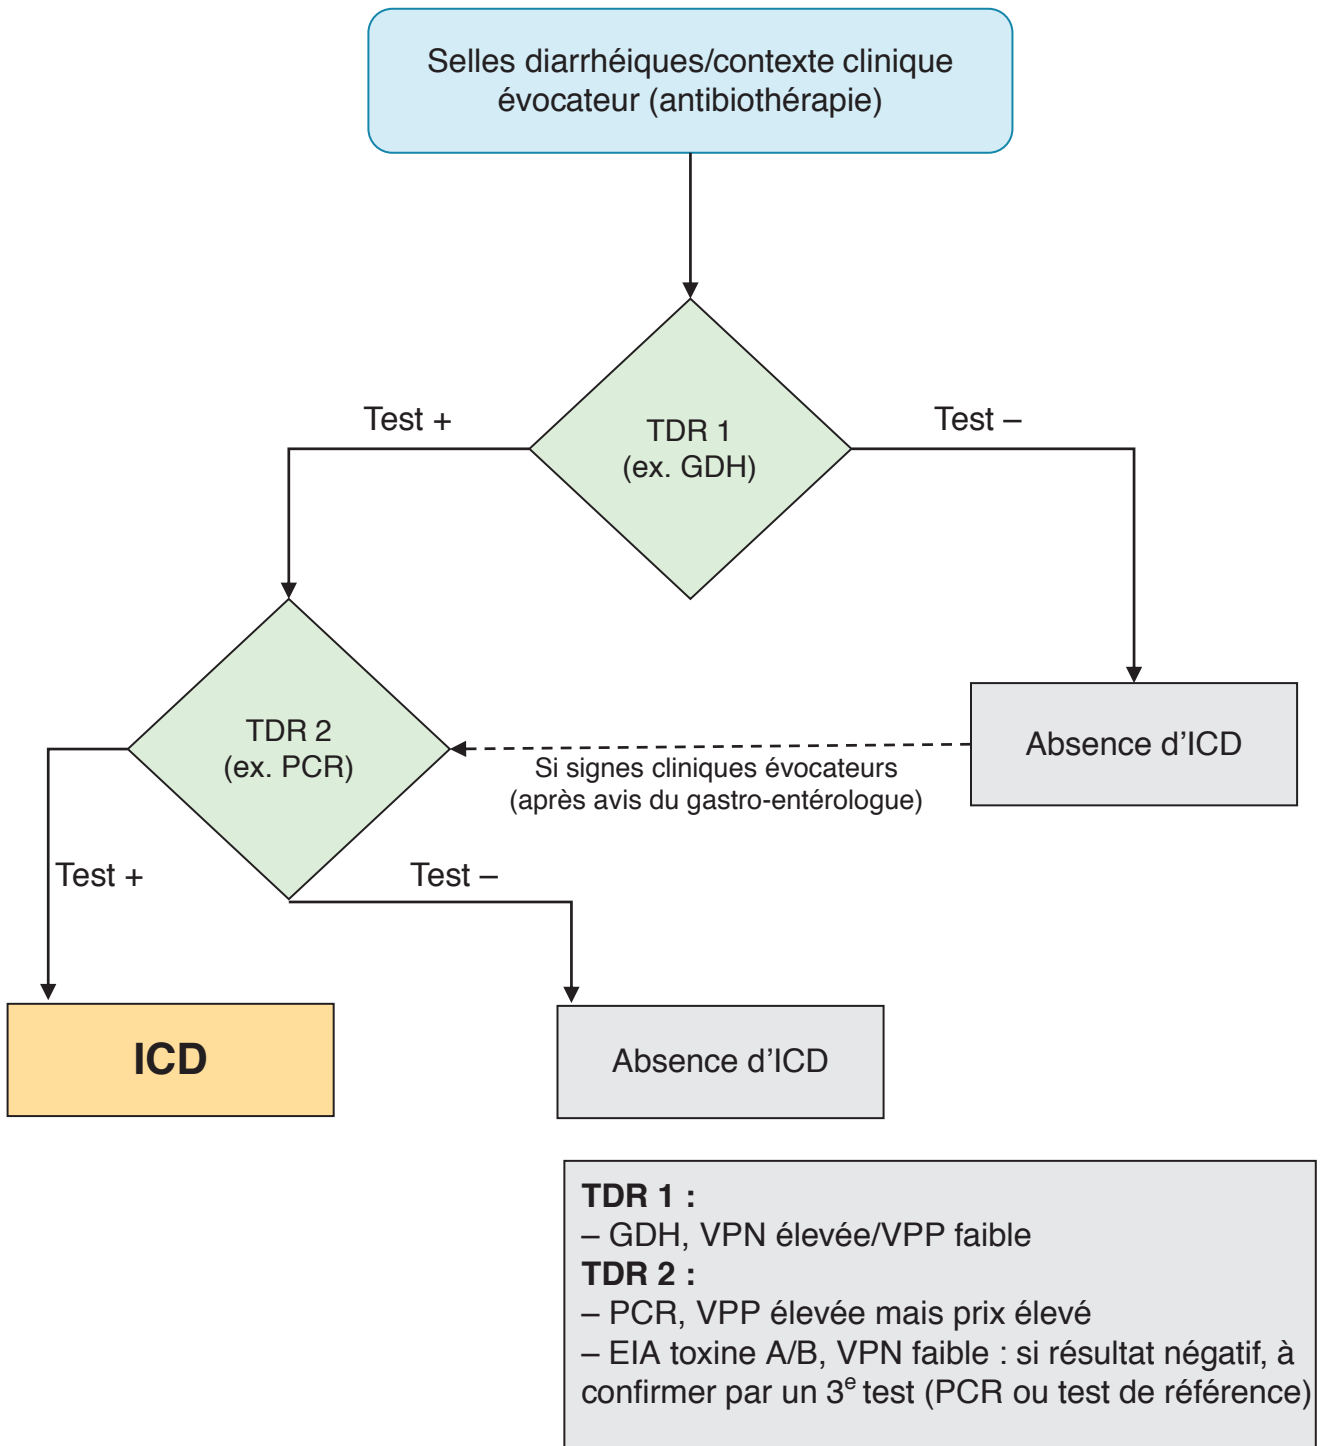 Selles diarrhéiques/contexte clinique
évocateur (antibiothérapie)
Test +
TDR 1
(ex. GDH)
Test –
TDR 2
(ex. PCR)
Si signes cliniques évocateurs
(après avis du gastro-entérologue)
Absence d'ICD
Test +
Test –
ICD
Absence d'ICD
TDR 1 :
– GDH, VPN élevée/VPP faible
TDR 2 :
– PCR, VPP élevée mais prix élevé
– EIA toxine A/B, VPN faible : si résultat négatif, à
confirmer par un 3e test (PCR ou test de référence)